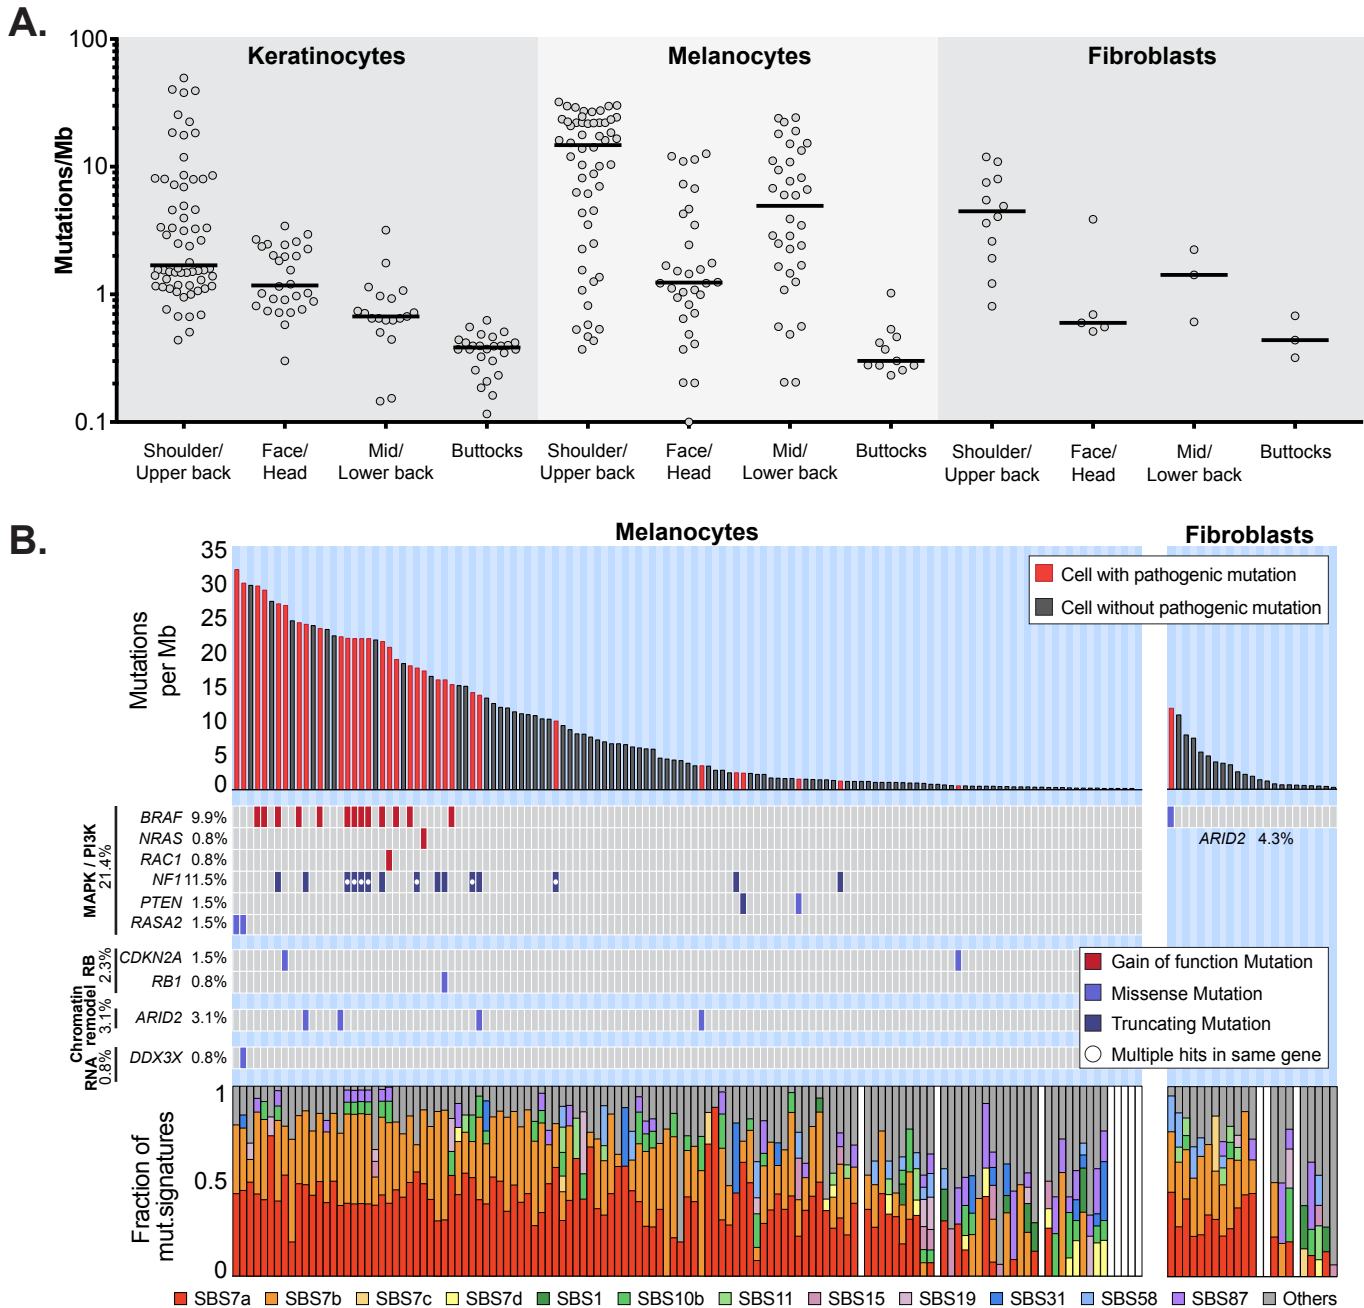 A.
Keratinocytes
Melanocytes
Fibroblasts
Mutations/Mb
100
10
1
0.1
Shoulder/
Upper back
Face/
Head
Mid/
Lower back
Buttocks
Shoulder/
Upper back
Face/
Head
Mid/
Lower back
Buttocks
Shoulder/
Upper back
Face/
Head
Mid/
Lower back
Buttocks
B.
Melanocytes
Fibroblasts
Mutations
per Mb
35
30
25
20
15
10
5
0
Cell with pathogenic mutation
Cell without pathogenic mutation
MAPK / PI3K
21.4%
BRAF 9.9%
NRAS 0.8%
RAC1 0.8%
NF1 11.5%
PTEN 1.5%
RASA2 1.5%
RB
2.3%
CDKN2A 1.5%
RB1 0.8%
Chromatin
remodel
3.1%
ARID2 3.1%
RNA
0.8%
DDX3X 0.8%
ARID2 4.3%
Gain of function Mutation
Missense Mutation
Truncating Mutation
Multiple hits in same gene
Fraction of
mut.signatures
1
0.5
0
SBS7a SBS7b SBS7c SBS7d SBS1 SBS10b SBS11 SBS15 SBS19 SBS31 SBS58 SBS87 Others